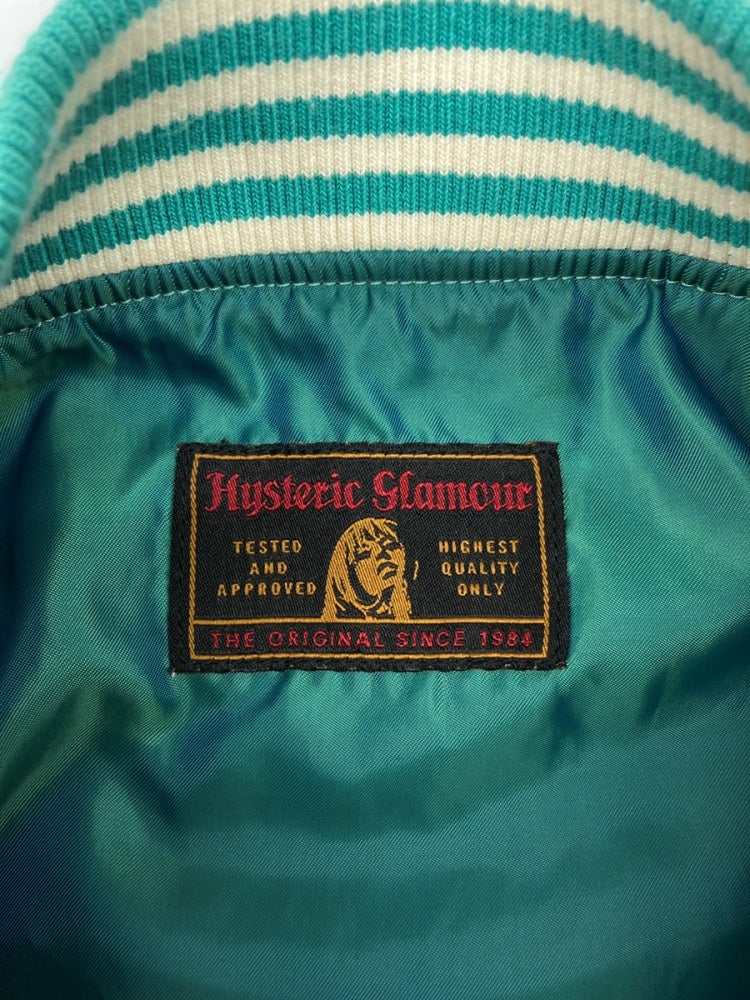 Hysteric Glamour
TESTED
AND
APPROVED
HIGHEST
QUALITY
ONLY
THE ORIGINAL SINCE 1984